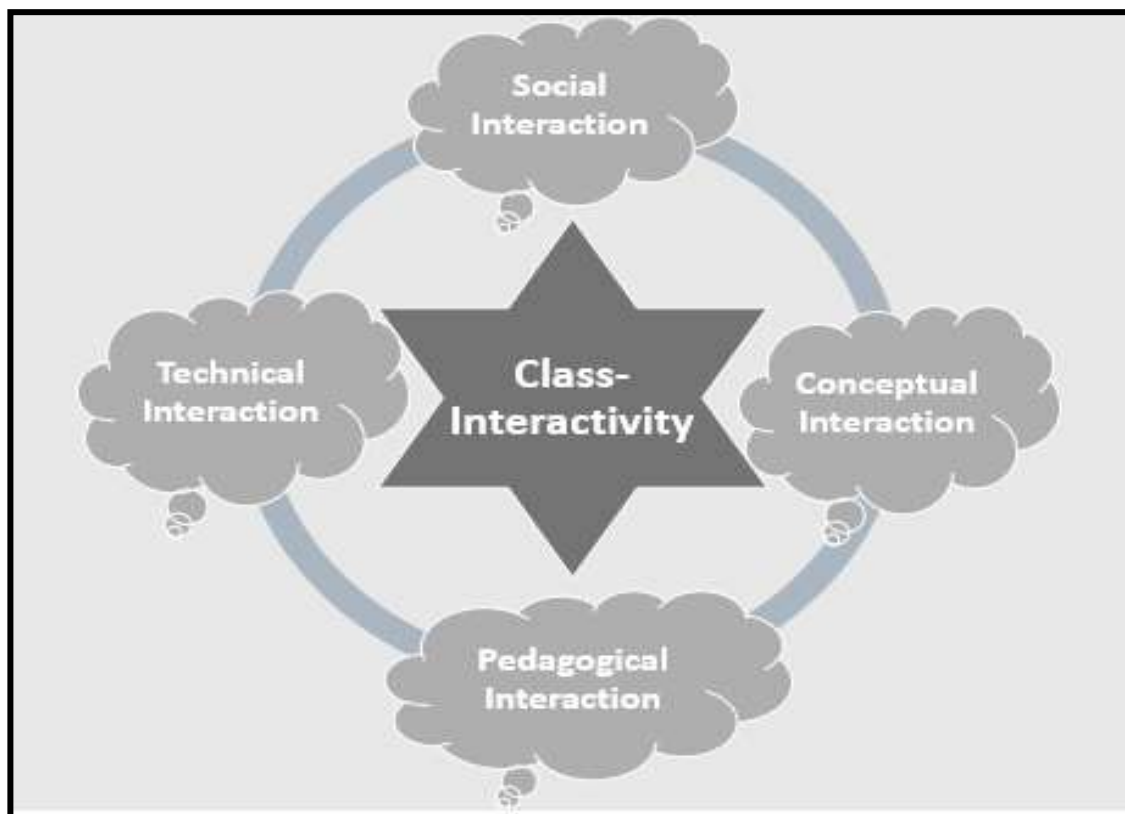 Social
Interaction
Technical
Interaction
Class-
Interactivity
Conceptual
Interaction
Pedagogical
Interaction